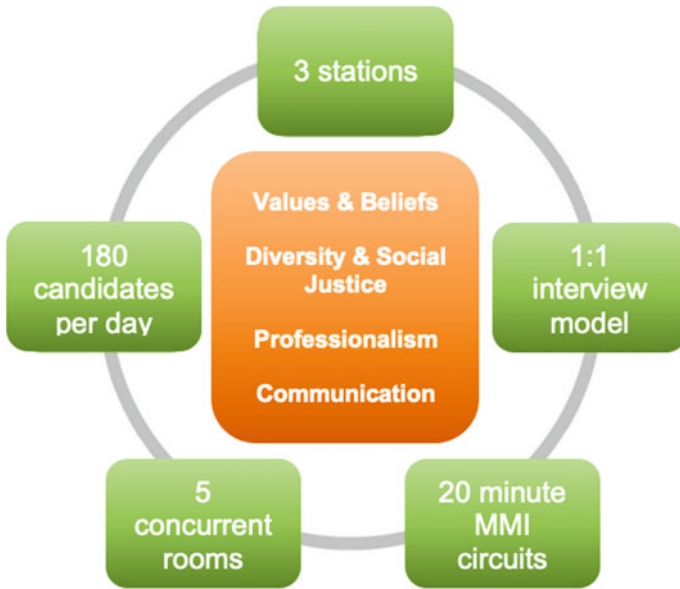 3 stations
Values & Beliefs
Diversity & Social
Justice
Professionalism
Communication
180
candidates
per day
1:1
interview
model
5
concurrent
rooms
20 minute
MMI
circuits